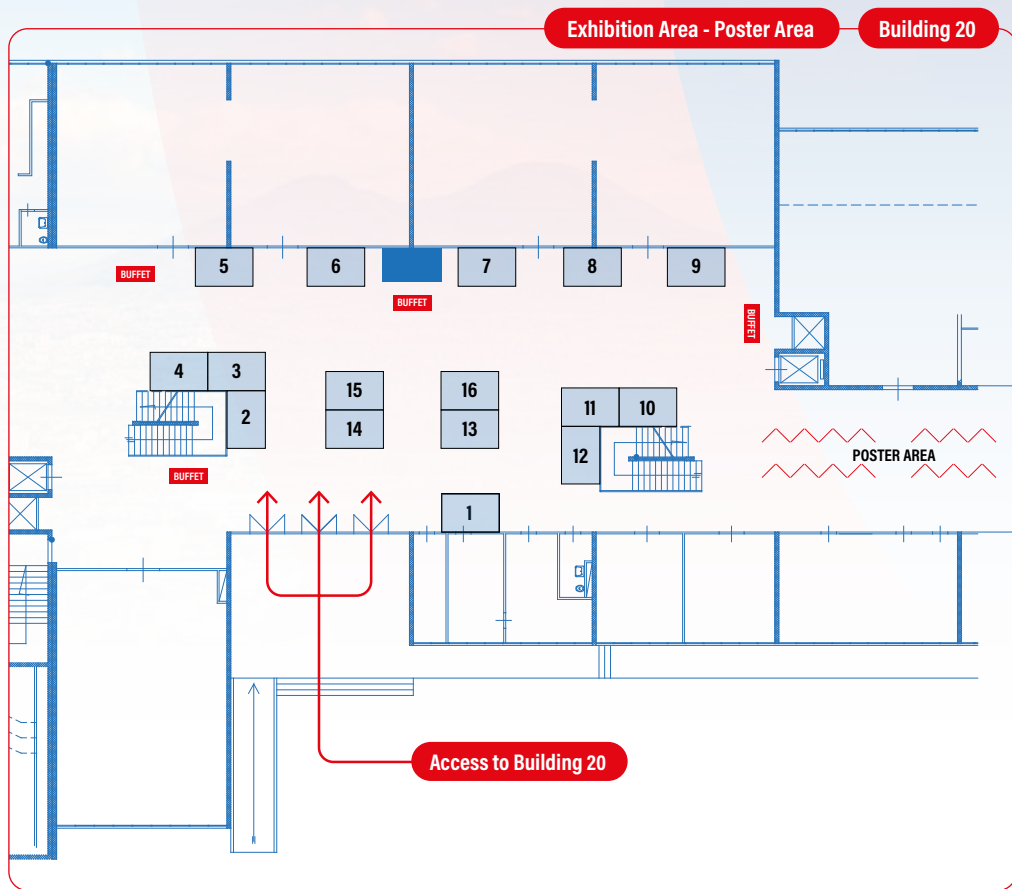 Exhibition Area - Poster Area
Building 20
5
6
7
8
9
BUFFET
BUFFET
BUFFET
4
3
2
15
16
14
13
11
10
12
POSTER AREA
BUFFET
1
Access to Building 20